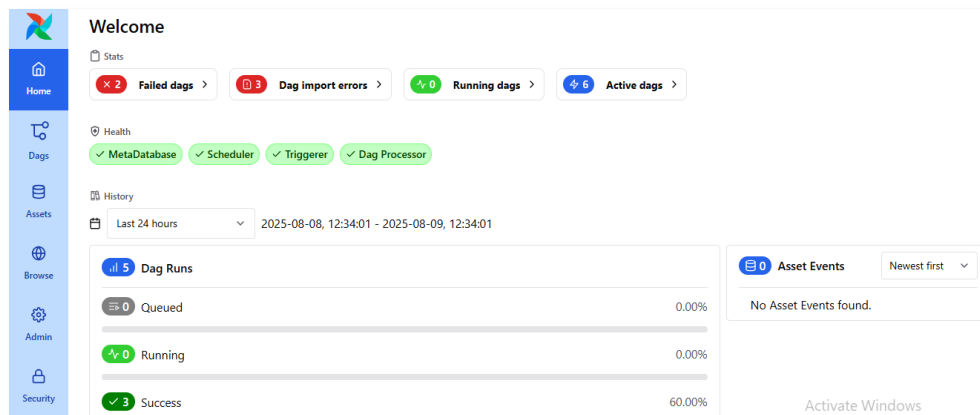 Welcome
Stats
2 Failed dags
3 Dag import errors
0 Running dags
6 Active dags
Health
MetaDatabase
Scheduler
Triggerer
Dag Processor
History
Last 24 hours
2025-08-08, 12:34:01 - 2025-08-09, 12:34:01
5 Dag Runs
0 Queued 0.00%
0 Running 0.00%
3 Success 60.00%
0 Asset Events
Newest first
No Asset Events found.
Home
Dags
Assets
Browse
Admin
Security
Activate Windows